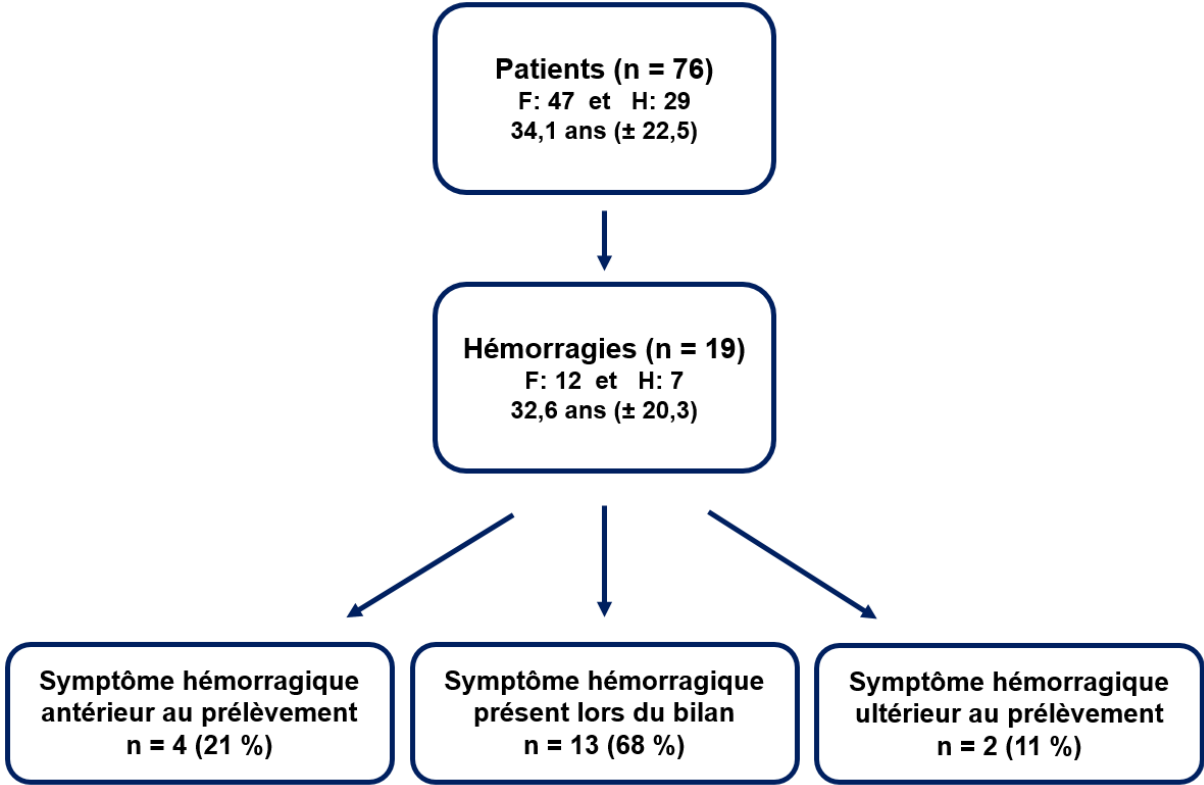 Patients (n = 76)
F: 47 et H: 29
34,1 ans (± 22,5)
Hémorragies (n = 19)
F: 12 et H: 7
32,6 ans (± 20,3)
Symptôme hémorragique
antérieur au prélèvement
n = 4 (21 %)
Symptôme hémorragique
présent lors du bilan
n = 13 (68 %)
Symptôme hémorragique
ultérieur au prélèvement
n = 2 (11 %)